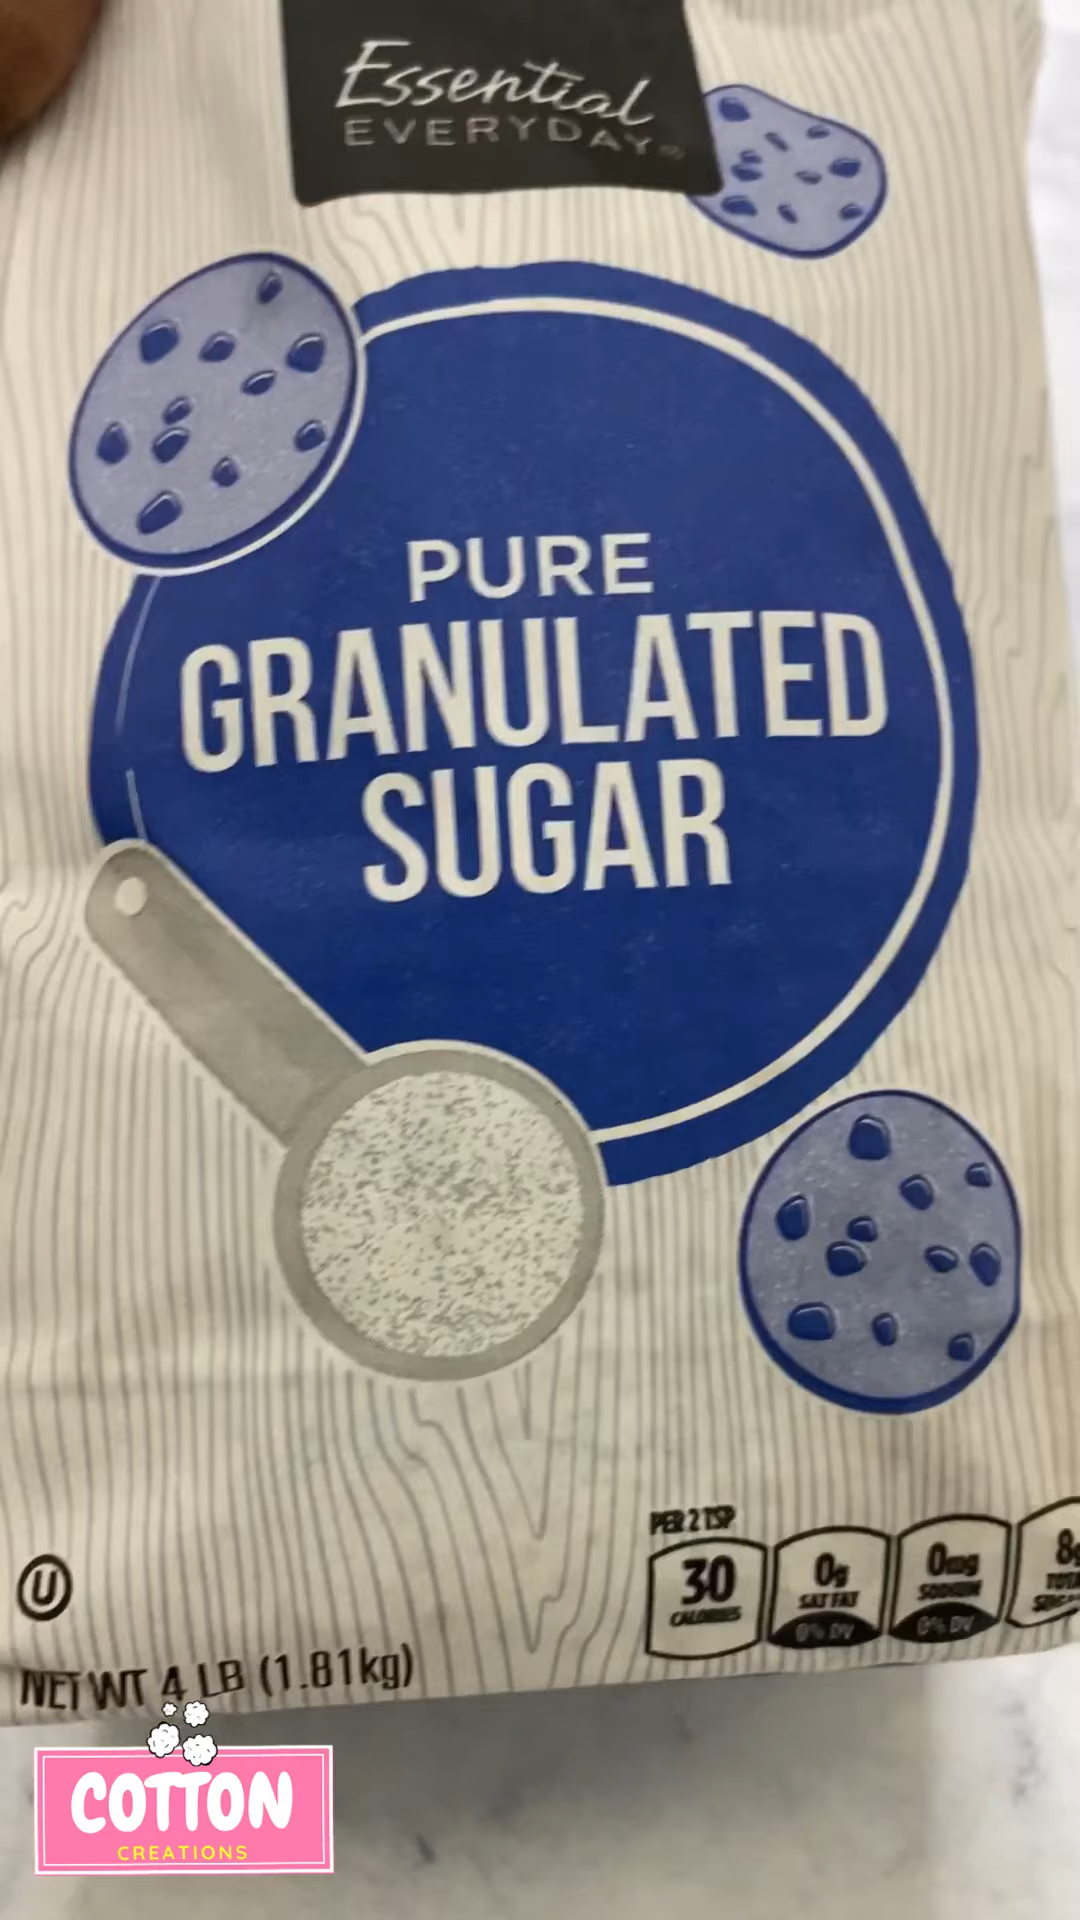 Essential
EVERYDAY
PURE
GRANULATED
SUGAR
PER 2 TSP
30
CALORIES
0g
SAT FAT
0% DV
0mg
SODIUM
0% DV
8g
U
NET WT 4 LB (1.81kg)
COTTON
CREATIONS